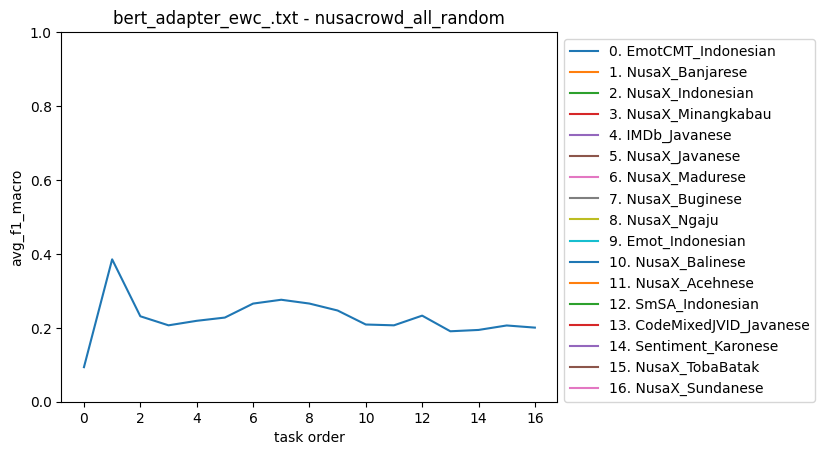 bert_adapter_ewc_.txt - nusacrowd_all_random
1.0
0.8
0.6
0.4
0.2
0.0
avg_f1_macro
0 2 4 6 8 10 12 14 16
task order
0. EmotCMT_Indonesian
1. NusaX_Banjarese
2. NusaX_Indonesian
3. NusaX_Minangkabau
4. IMDb_Javanese
5. NusaX_Javanese
6. NusaX_Madurese
7. NusaX_Buginese
8. NusaX_Ngaju
9. Emot_Indonesian
10. NusaX_Balinese
11. NusaX_Acehnese
12. SmSA_Indonesian
13. CodeMixedJVID_Javanese
14. Sentiment_Karonese
15. NusaX_TobaBatak
16. NusaX_Sundanese